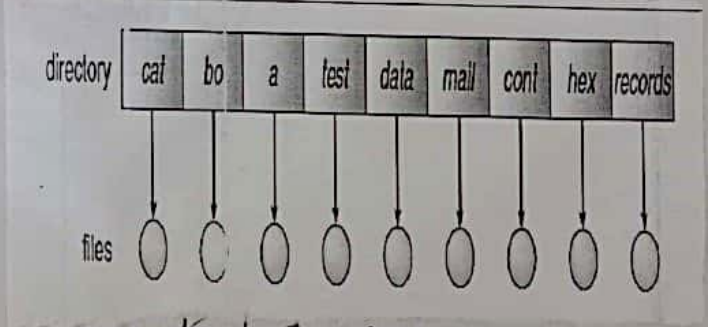 directory cat bo a test data mail cont hex records
files